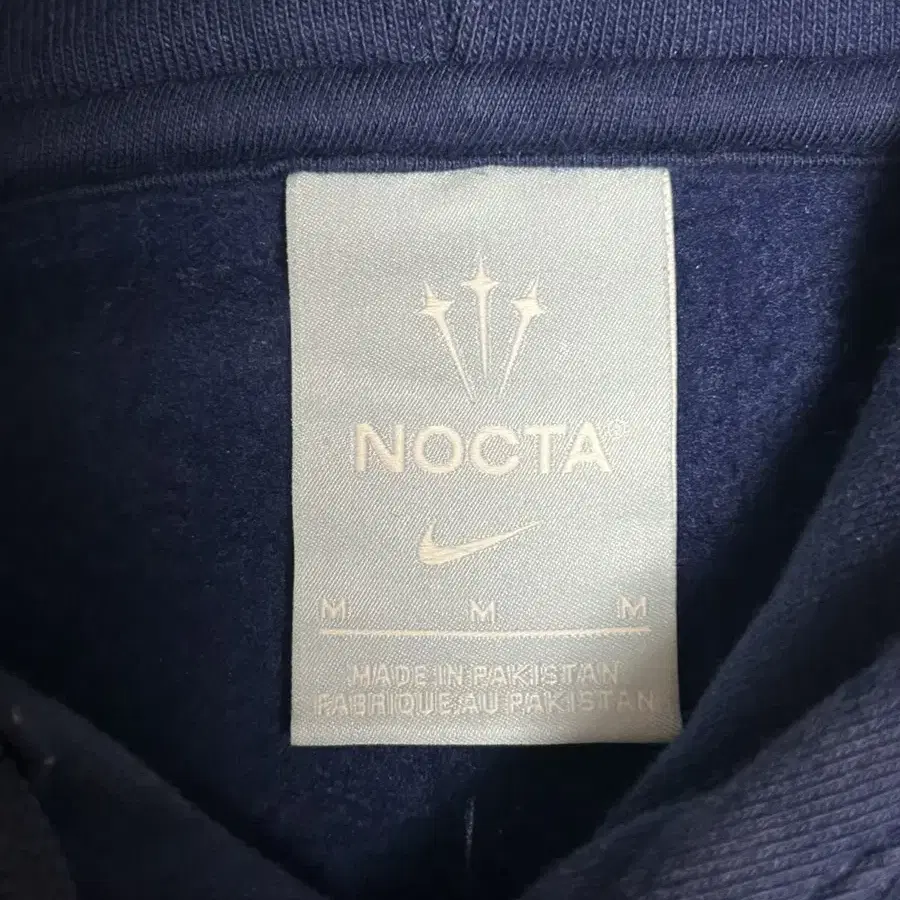 NOCTA
M M M
MADE IN PAKISTAN
FABRIQUE AU PAKISTAN